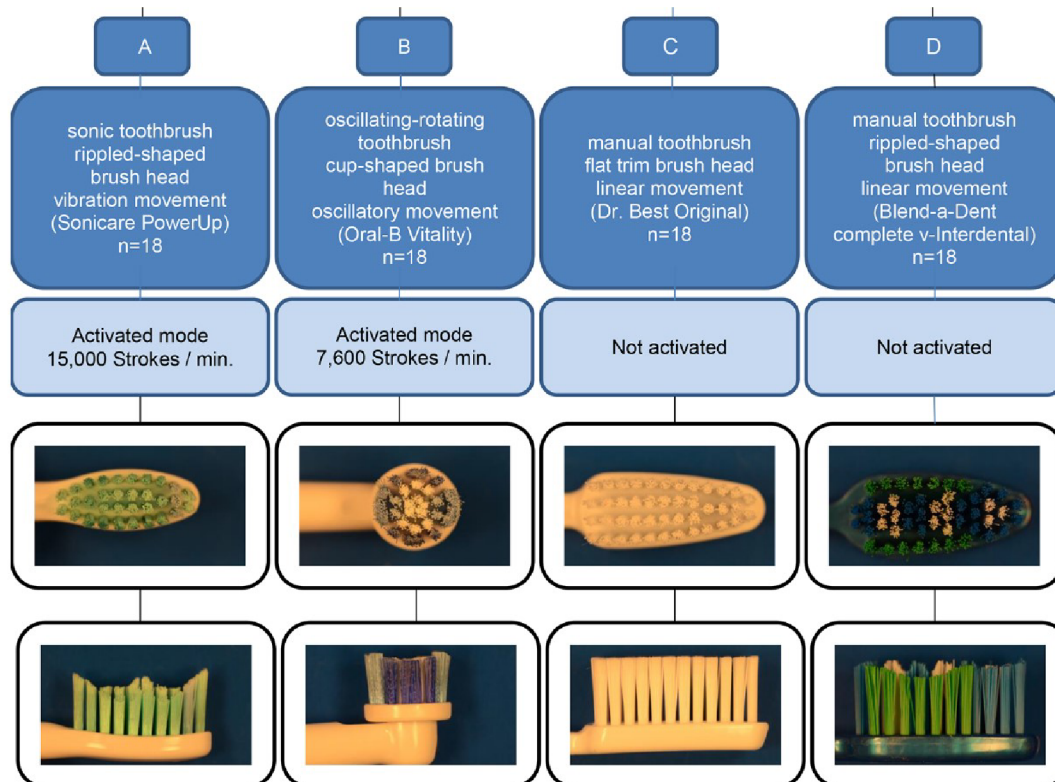 A
B
C
D
sonic toothbrush
rippled-shaped
brush head
vibration movement
(Sonicare PowerUp)
n=18
oscillating-rotating
toothbrush
cup-shaped brush
head
oscillatory movement
(Oral-B Vitality)
n=18
manual toothbrush
flat trim brush head
linear movement
(Dr. Best Original)
n=18
manual toothbrush
rippled-shaped
brush head
linear movement
(Blend-a-Dent
complete v-Interdental)
n=18
Activated mode
15,000 Strokes / min.
Activated mode
7,600 Strokes / min.
Not activated
Not activated